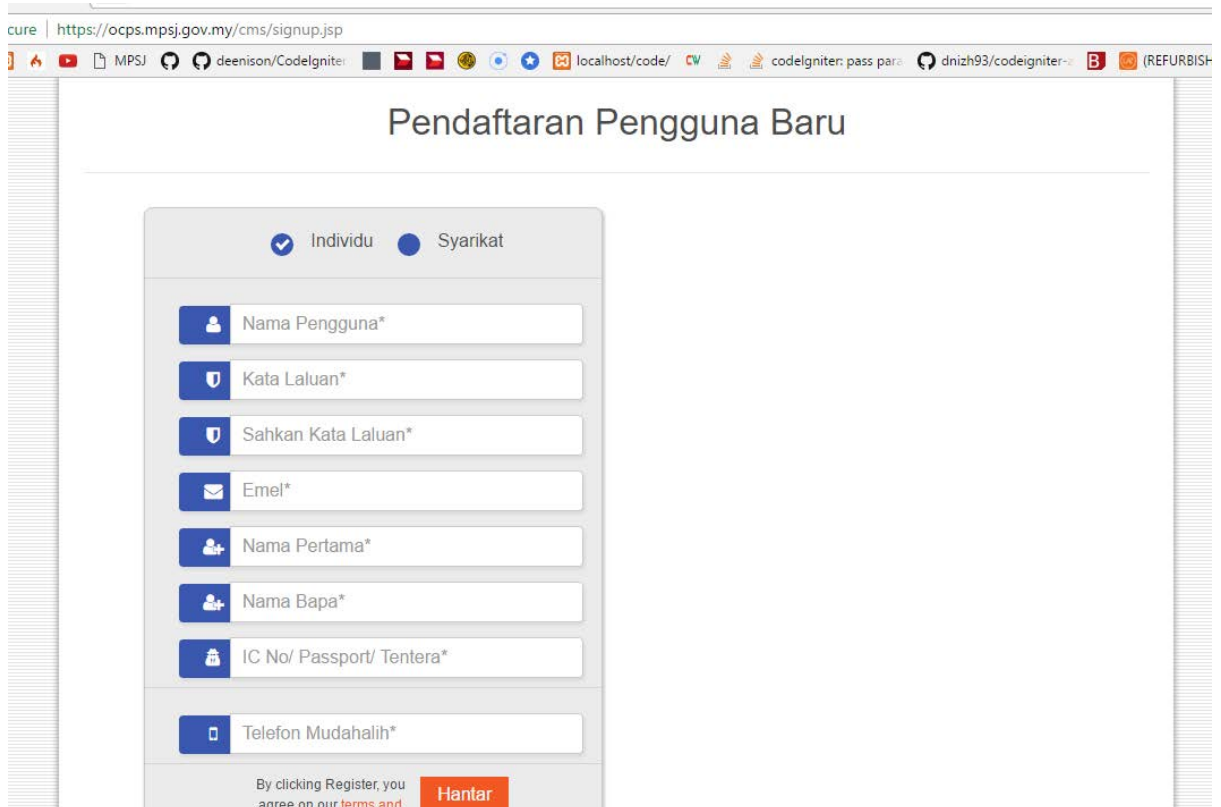 cure | https://ocps.mpsj.gov.my/cms/signup.jsp
MPSJ deenison/CodeIgnite localhost/code/ CW codeIgniter: pass para dnizh93/codeigniter- B (REFURBISH
Pendaftaran Pengguna Baru
Individu Syarikat
Nama Pengguna*
Kata Laluan*
Sahkan Kata Laluan*
Emel*
Nama Pertama*
Nama Bapa*
IC No/ Passport/ Tentera*
Telefon Mudahalih*
By clicking Register, you
agree on our terms and
Hantar